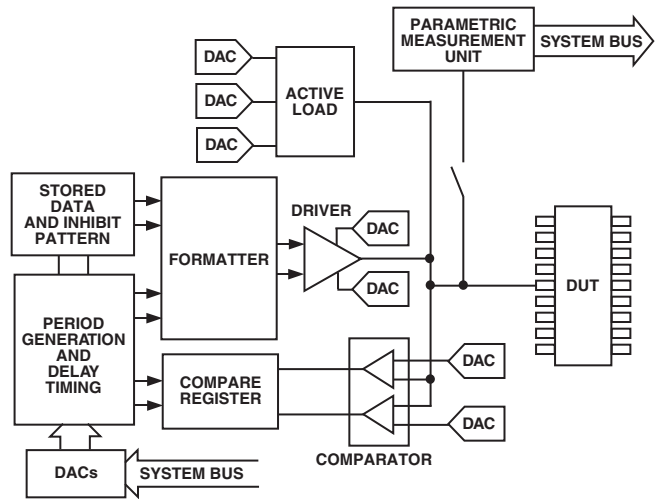 PARAMETRIC
MEASUREMENT
UNIT
SYSTEM BUS
DAC
DAC
DAC
ACTIVE
LOAD
STORED
DATA
AND INHIBIT
PATTERN
FORMATTER
DRIVER
DAC
DAC
DUT
PERIOD
GENERATION
AND
DELAY
TIMING
COMPARE
REGISTER
DAC
DAC
COMPARATOR
DACs
SYSTEM BUS